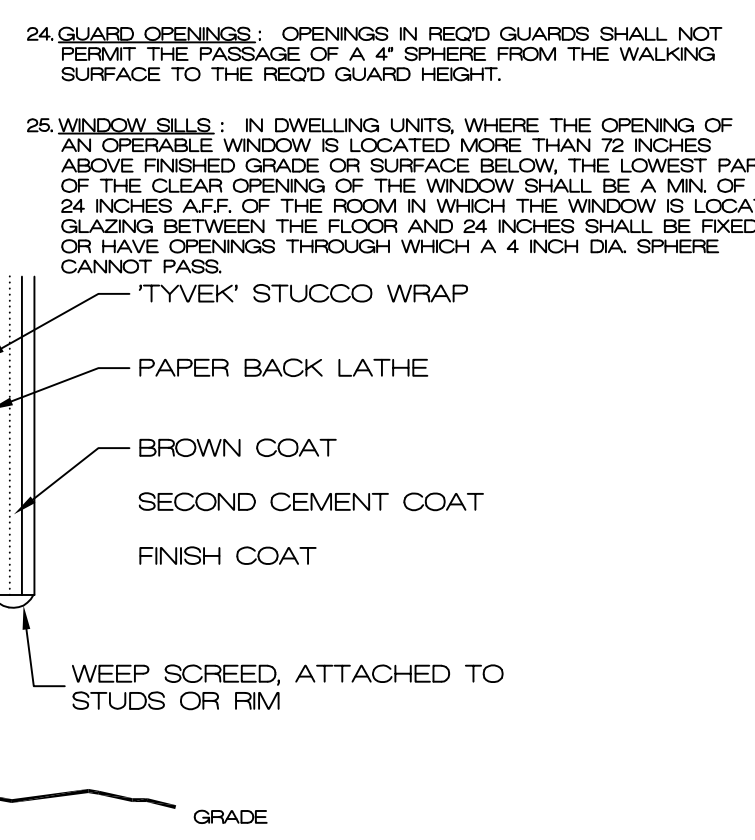 24. GUARD OPENINGS : OPENINGS IN REQ'D GUARDS SHALL NOT
PERMIT THE PASSAGE OF A 4" SPHERE FROM THE WALKING
SURFACE TO THE REQ'D GUARD HEIGHT.
25. WINDOW SILLS : IN DWELLING UNITS, WHERE THE OPENING OF
AN OPERABLE WINDOW IS LOCATED MORE THAN 72 INCHES
ABOVE FINISHED GRADE OR SURFACE BELOW, THE LOWEST PAR
OF THE CLEAR OPENING OF THE WINDOW SHALL BE A MIN. OF
24 INCHES A.F.F. OF THE ROOM IN WHICH THE WINDOW IS LOCAT
GLAZING BETWEEN THE FLOOR AND 24 INCHES SHALL BE FIXED
OR HAVE OPENINGS THROUGH WHICH A 4 INCH DIA. SPHERE
CANNOT PASS.
'TYVEK' STUCCO WRAP
PAPER BACK LATHE
BROWN COAT
SECOND CEMENT COAT
FINISH COAT
WEEP SCREED, ATTACHED TO
STUDS OR RIM
GRADE